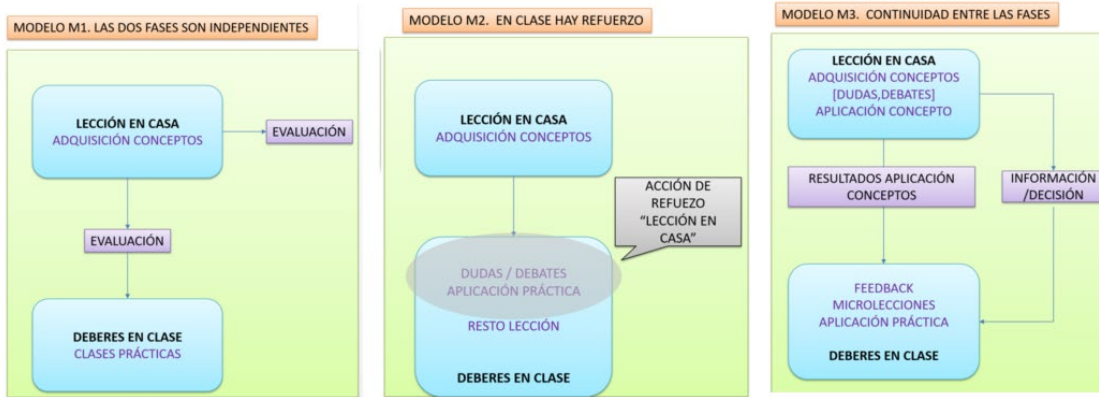 MODELO M1. LAS DOS FASES SON INDEPENDIENTES
LECCIÓN EN CASA
ADQUISICIÓN CONCEPTOS
EVALUACIÓN
EVALUACIÓN
DEBERES EN CLASE
CLASES PRÁCTICAS
MODELO M2. EN CLASE HAY REFUERZO
LECCIÓN EN CASA
ADQUISICIÓN CONCEPTOS
ACCIÓN DE
REFUEZO
“LECCIÓN EN
CASA”
DUDAS / DEBATES
APLICACIÓN PRÁCTICA
RESTO LECCIÓN
DEBERES EN CLASE
MODELO M3. CONTINUIDAD ENTRE LAS FASES
LECCIÓN EN CASA
ADQUISICIÓN CONCEPTOS
[DUDAS,DEBATES]
APLICACIÓN CONCEPTO
RESULTADOS APLICACIÓN
CONCEPTOS
INFORMACIÓN
/DECISIÓN
FEEDBACK
MICROLECCIONES
APLICACIÓN PRÁCTICA
DEBERES EN CLASE